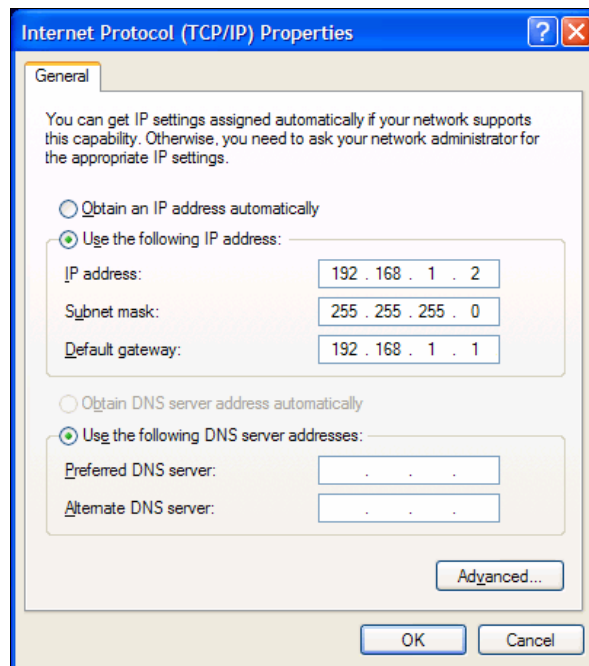 Internet Protocol (TCP/IP) Properties
General
You can get IP settings assigned automatically if your network supports
this capability. Otherwise, you need to ask your network administrator for
the appropriate IP settings.
Obtain an IP address automatically
Use the following IP address:
IP address: 192 . 168 . 1 . 2
Subnet mask: 255 . 255 . 255 . 0
Default gateway: 192 . 168 . 1 . 1
Obtain DNS server address automatically
Use the following DNS server addresses:
Preferred DNS server: . . .
Alternate DNS server: . . .
Advanced...
OK Cancel